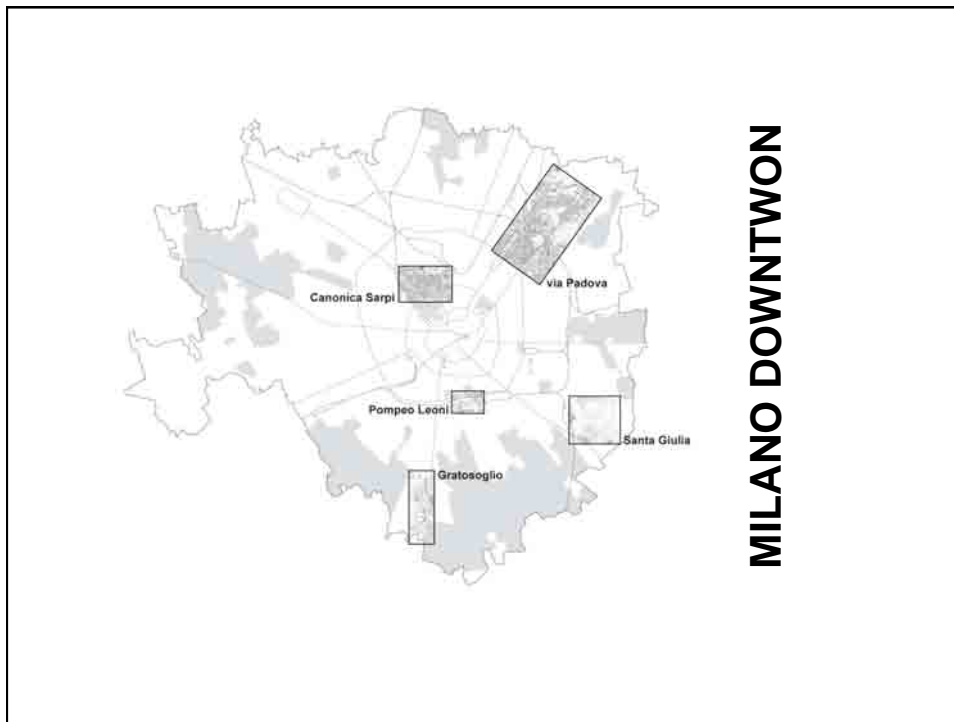 via Padova
Canonica Sarpi
Pompeo Leoni
Santa Giulia
Gratosoglio
MILANO DOWNTWON